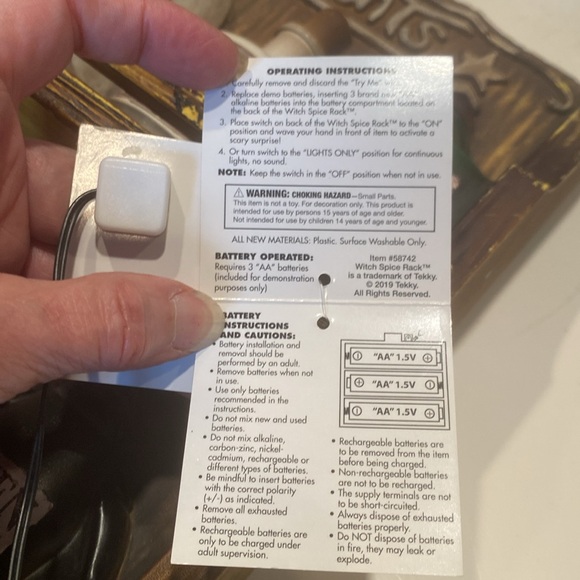 OPERATING INSTRUCTIONS
Carefully remove and discard the "Try Me"
2. Replace demo batteries, inserting 3 brand new
alkaline batteries into the battery compartment located on
the back of the Witch Spice Rack™.
3. Place switch on back of the Witch Spice Rack™ to the "ON"
position and wave your hand in front of item to activate a
scary surprise!
4. Or turn switch to the "LIGHTS ONLY" position for continuous
lights, no sound.
NOTE: Keep the switch in the "OFF" position when not in use.
WARNING: CHOKING HAZARD – Small Parts.
This item is not a toy. For decoration only. This product is
intended for use by persons 15 years of age and older.
Not intended for use by children 14 years of age and younger.
ALL NEW MATERIALS: Plastic. Surface Washable Only.
BATTERY OPERATED:
Requires 3 "AA" batteries
(included for demonstration
purposes only)
Item #58742
Witch Spice Rack™
is a trademark of Tekky.
© 2019 Tekky.
All Rights Reserved.
BATTERY
INSTRUCTIONS
AND CAUTIONS:
• Battery installation and
removal should be
performed by an adult.
• Remove batteries when not
in use.
• Use only batteries
recommended in the
instructions.
• Do not mix new and used
batteries.
• Do not mix alkaline,
carbon-zinc, nickel-
cadmium, rechargeable or
different types of batteries.
• Be mindful to insert batteries
with the correct polarity
(+/-) as indicated.
• Remove all exhausted
batteries.
• Rechargeable batteries are
only to be charged under
adult supervision.
"AA" 1.5V
"AA" 1.5V
"AA" 1.5V
• Rechargeable batteries are
to be removed from the item
before being charged.
• Non-rechargeable batteries
are not to be recharged.
• The supply terminals are not
to be short-circuited.
• Always dispose of exhausted
batteries properly.
• Do NOT dispose of batteries
in fire, they may leak or
explode.